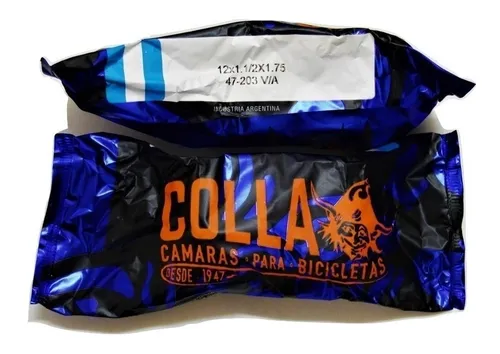 12x1.1/2X1.75
47-203 V/A
INDUSTRIA ARGENTINA
COLLA
CAMARAS · PARA · BICICLETAS
DESDE 1947